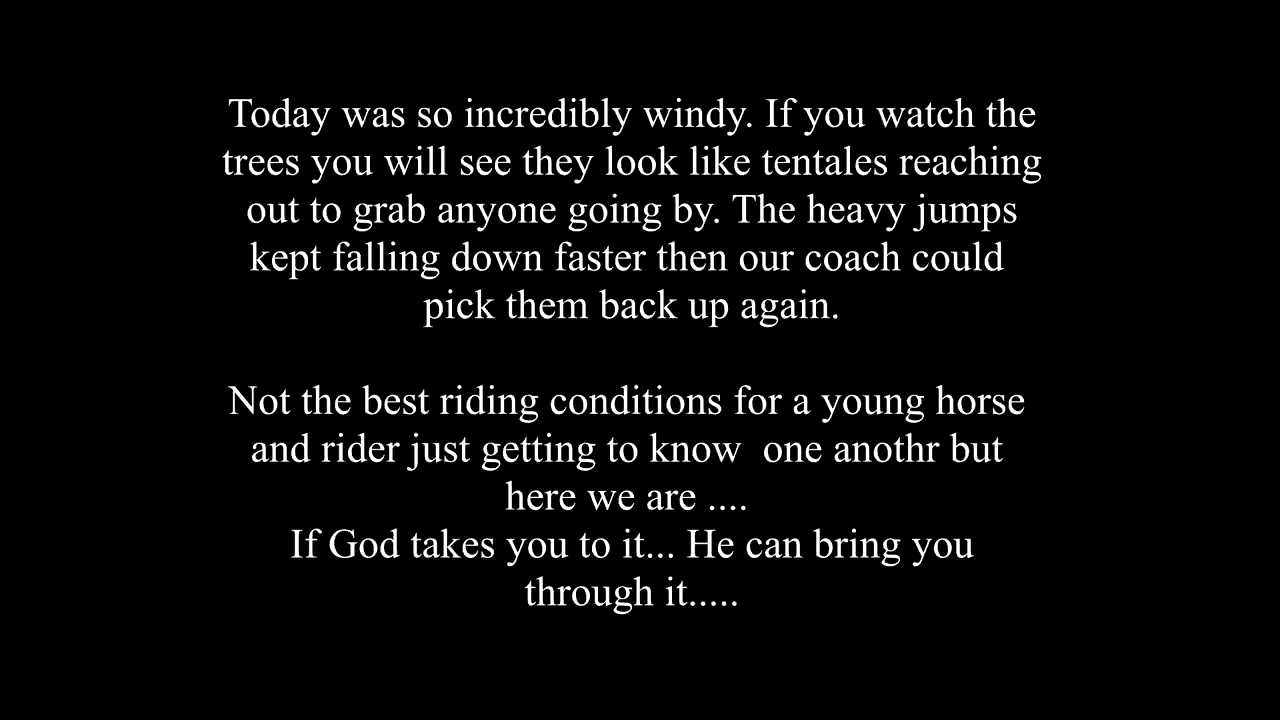 Today was so incredibly windy. If you watch the
trees you will see they look like tentales reaching
out to grab anyone going by. The heavy jumps
kept falling down faster then our coach could
pick them back up again.
Not the best riding conditions for a young horse
and rider just getting to know  one anothr but
here we are ....
If God takes you to it... He can bring you
through it.....